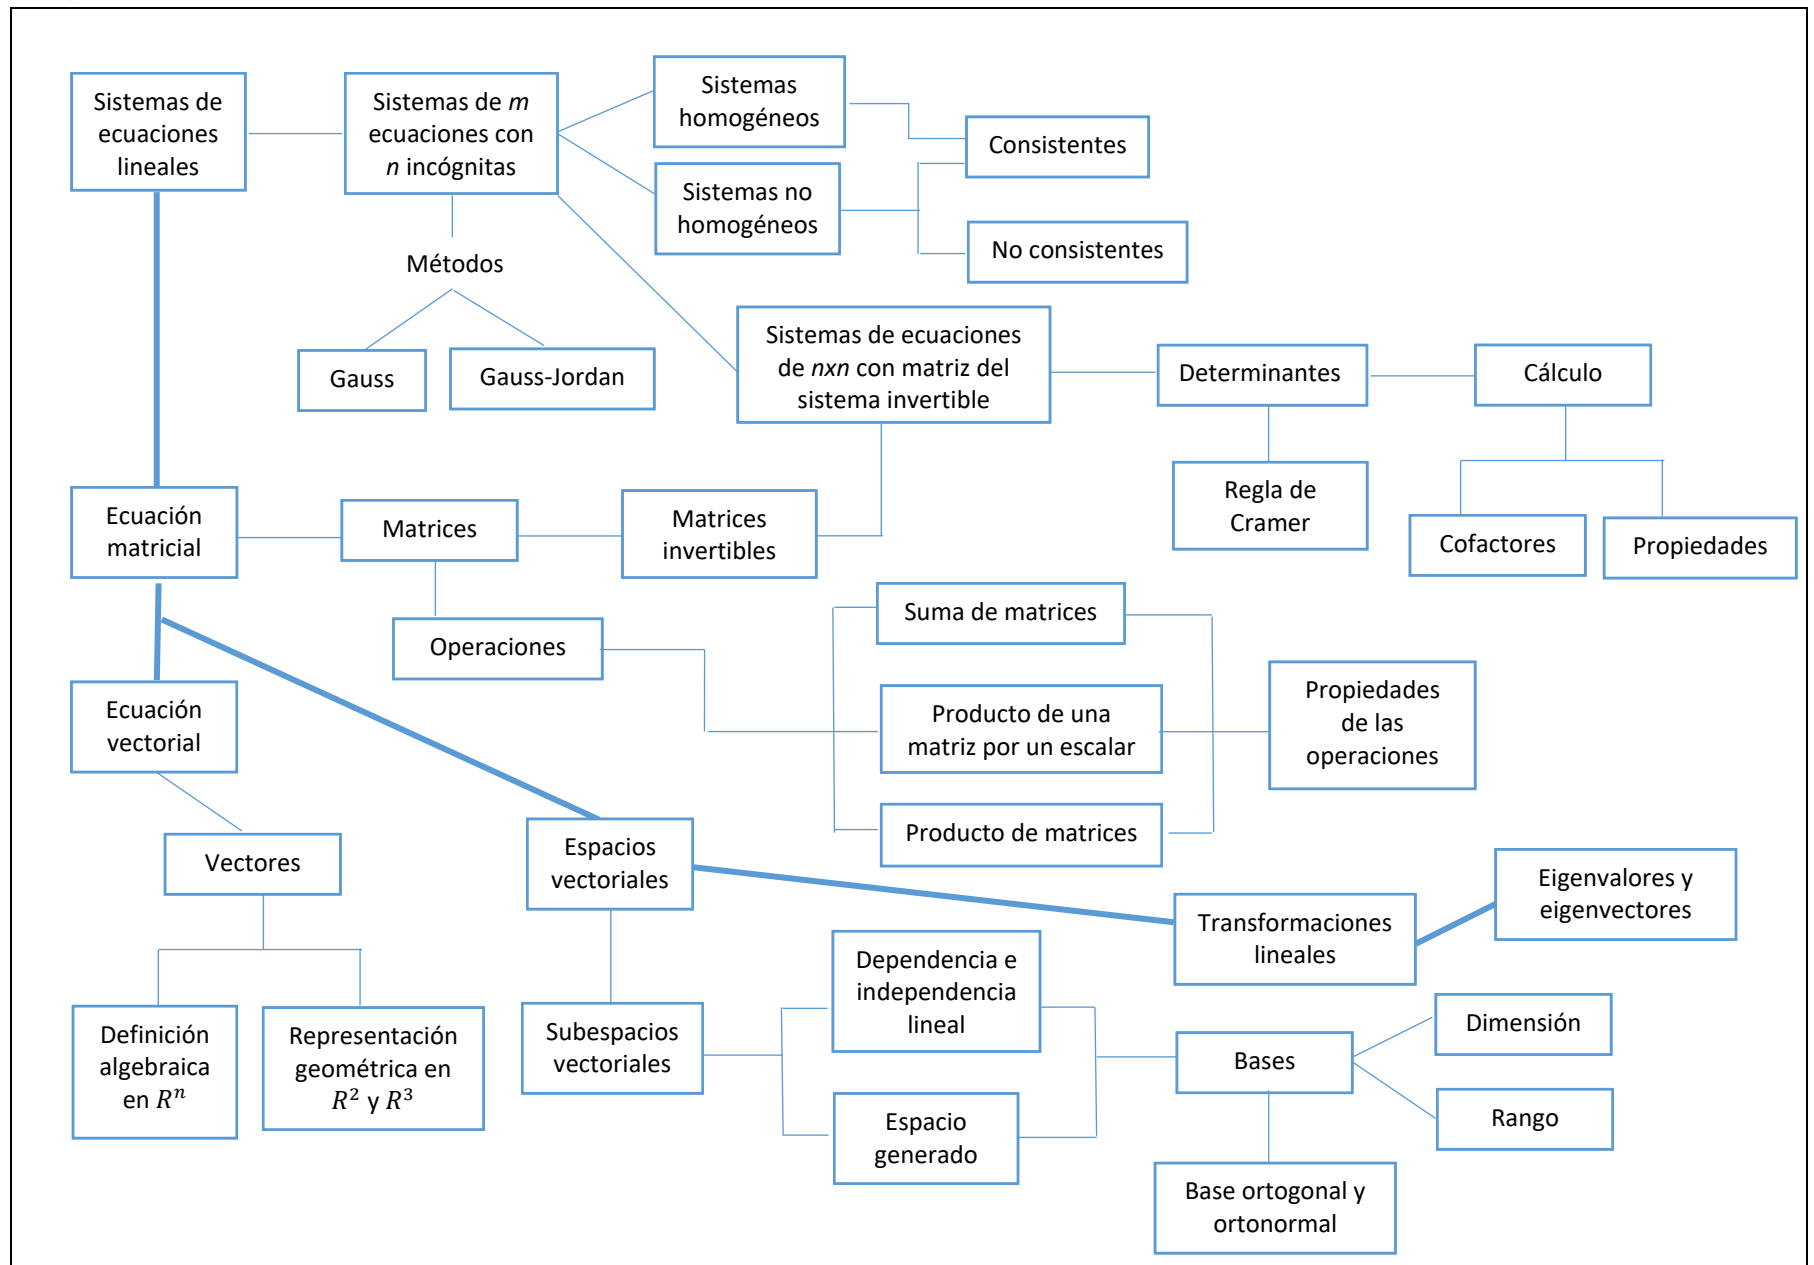 Sistemas de
ecuaciones
lineales
Sistemas de m
ecuaciones con
n incógnitas
Sistemas
homogéneos
Consistentes
Sistemas no
homogéneos
No consistentes
Métodos
Gauss
Gauss-Jordan
Sistemas de ecuaciones
de nxn con matriz del
sistema invertible
Determinantes
Cálculo
Regla de
Cramer
Cofactores
Propiedades
Ecuación
matricial
Matrices
Matrices
invertibles
Operaciones
Suma de matrices
Producto de una
matriz por un escalar
Producto de matrices
Propiedades
de las
operaciones
Ecuación
vectorial
Vectores
Definición
algebraica
en Rⁿ
Representación
geométrica en
R² y R³
Espacios
vectoriales
Transformaciones
lineales
Eigenvalores y
eigenvectores
Subespacios
vectoriales
Dependencia e
independencia
lineal
Espacio
generado
Bases
Dimensión
Rango
Base ortogonal y
ortonormal